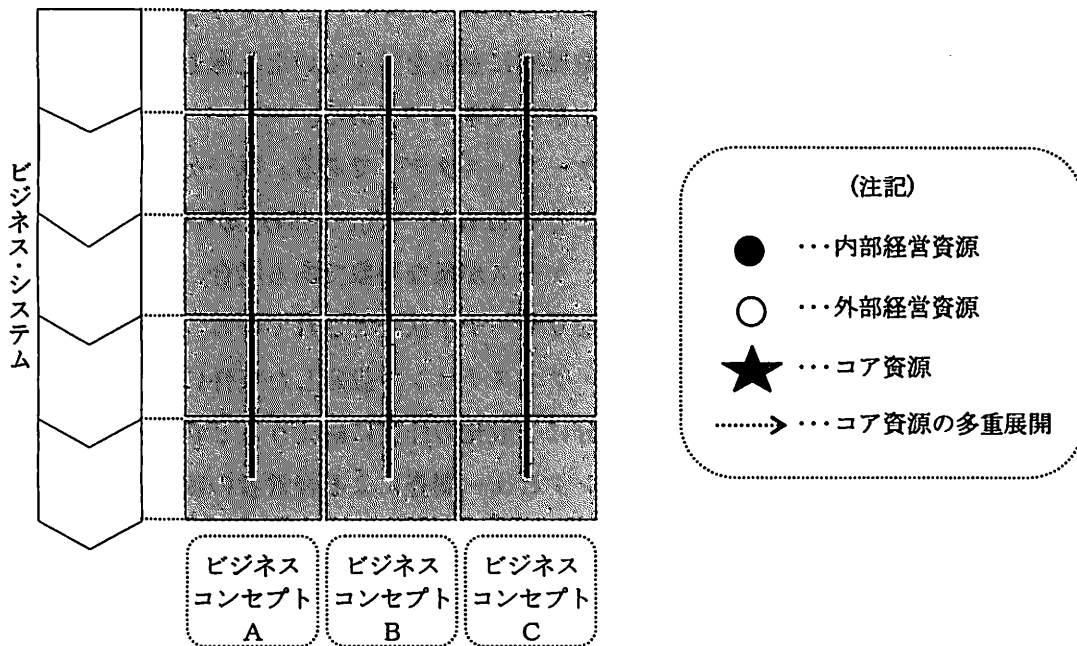 ビジネス・システム
ビジネス
コンセプト
A
ビジネス
コンセプト
B
ビジネス
コンセプト
C
(注記)
･･･内部経営資源
･･･外部経営資源
･･･コア資源
･･･コア資源の多重展開